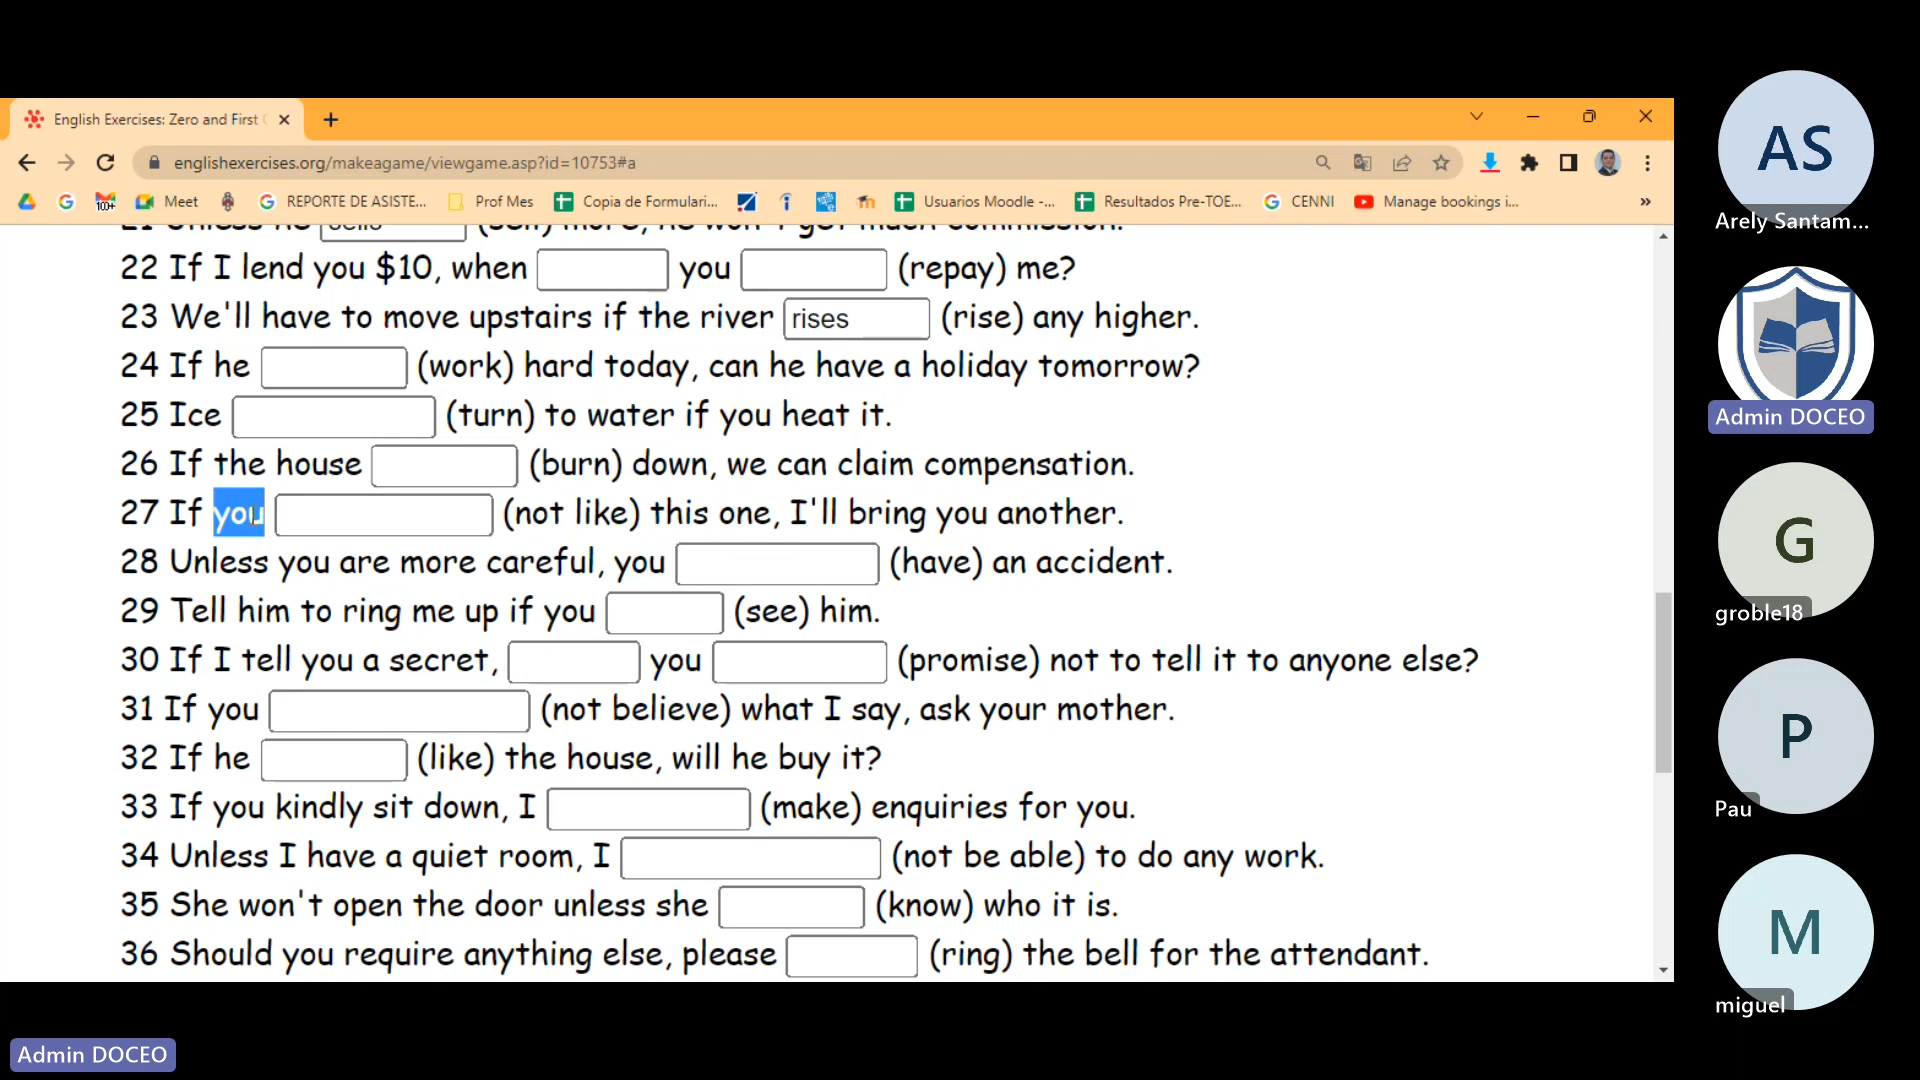 English Exercises: Zero and First
englishexercises.org/makeagame/viewgame.asp?id=10753#a
100+
Meet
REPORTE DE ASISTE...
Prof Mes
Copia de Formulari...
Usuarios Moodle -...
Resultados Pre-TOE...
CENNI
Manage bookings i...
22 If I lend you $10, when you (repay) me?
23 We'll have to move upstairs if the river rises (rise) any higher.
24 If he (work) hard today, can he have a holiday tomorrow?
25 Ice (turn) to water if you heat it.
26 If the house (burn) down, we can claim compensation.
27 If you (not like) this one, I'll bring you another.
28 Unless you are more careful, you (have) an accident.
29 Tell him to ring me up if you (see) him.
30 If I tell you a secret, you (promise) not to tell it to anyone else?
31 If you (not believe) what I say, ask your mother.
32 If he (like) the house, will he buy it?
33 If you kindly sit down, I (make) enquiries for you.
34 Unless I have a quiet room, I (not be able) to do any work.
35 She won't open the door unless she (know) who it is.
36 Should you require anything else, please (ring) the bell for the attendant.
AS
Arely Santam...
Admin DOCEO
G
groble18
P
Pau
M
miguel
Admin DOCEO